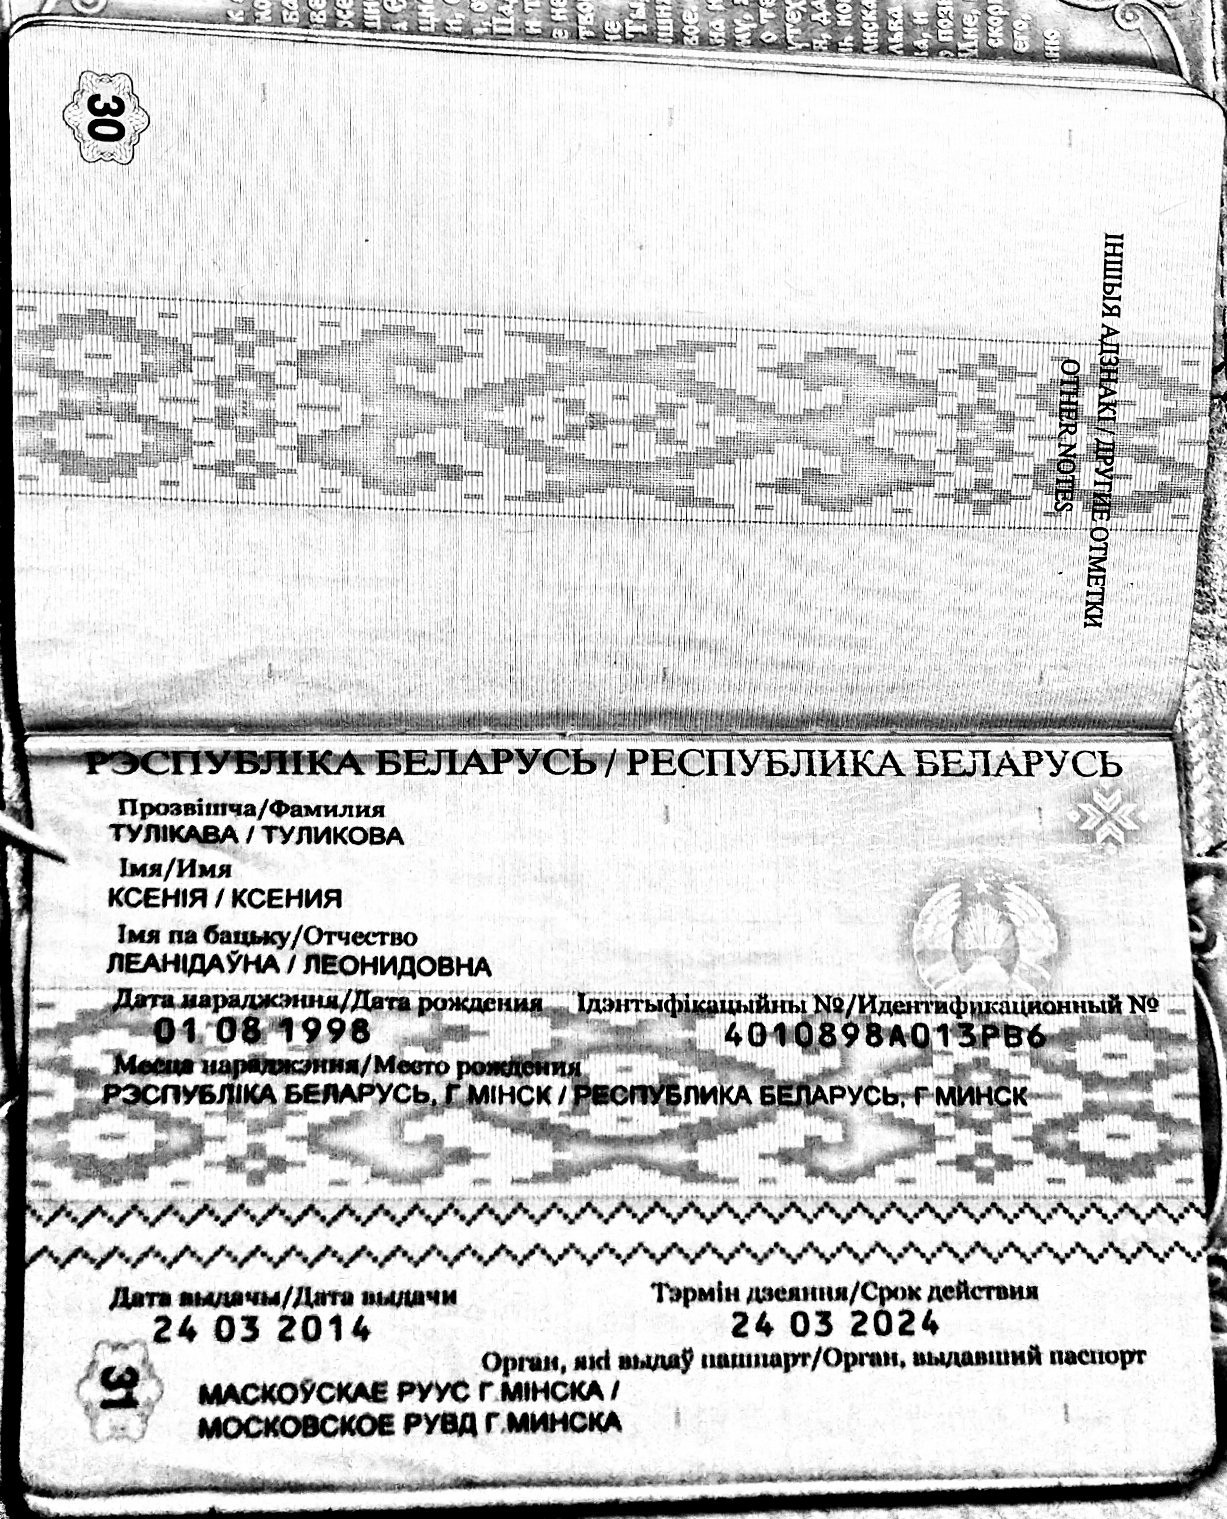 30
ІНШЫЯ АДЗНАКІ / ДРУГИЕ ОТМЕТКИ
OTHER NOTES
РЭСПУБЛІКА БЕЛАРУСЬ / РЕСПУБЛИКА БЕЛАРУСЬ
Прозвішча/Фамилия
ТУЛІКАВА / ТУЛИКОВА
Імя/Имя
КСЕНІЯ / КСЕНИЯ
Імя па бацьку/Отчество
ЛЕАНІДАЎНА / ЛЕОНИДОВНА
Дата нараджэння/Дата рождения Ідэнтыфікацыйны №/Идентификационный №
01 08 1998 4010898A013PB6
Месца нараджэння/Место рождения
РЭСПУБЛІКА БЕЛАРУСЬ, Г МІНСК / РЕСПУБЛИКА БЕЛАРУСЬ, Г МИНСК
Дата выдачы/Дата выдачи Тэрмін дзеяння/Срок действия
24 03 2014 24 03 2024
Орган, які выдаў пашпарт/Орган, выдавший паспорт
МАСКОЎСКАЕ РУУС Г.МІНСКА /
МОСКОВСКОЕ РУВД Г.МИНСКА
31